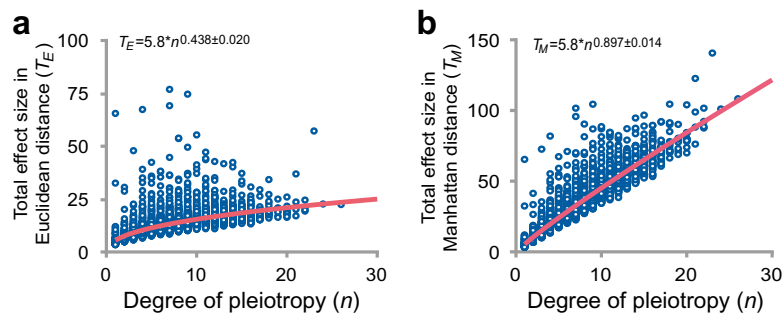 a
T_E=5.8*n^0.438±0.020
Total effect size in
Euclidean distance (T_E)
100
75
50
25
0
0
10
20
30
Degree of pleiotropy (n)
b
T_M=5.8*n^0.897±0.014
Total effect size in
Manhattan distance (T_M)
150
100
50
0
0
10
20
30
Degree of pleiotropy (n)